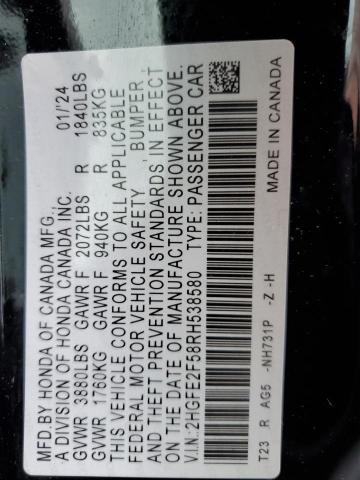 MFD.BY HONDA OF CANADA MFG., 01/'24
A DIVISION OF HONDA CANADA INC.
GVWR 3880LBS GAWR F 2072LBS R 1840LBS
GVWR 1760KG GAWR F 940KG R 835KG
THIS VEHICLE CONFORMS TO ALL APPLICABLE
FEDERAL MOTOR VEHICLE SAFETY, BUMPER,
AND THEFT PREVENTION STANDARDS IN EFFECT
ON THE DATE OF MANUFACTURE SHOWN ABOVE.
V.I.N.:2HGFE2F58RH538580 TYPE: PASSENGER CAR
T23 R AG5 -NH731P -Z -H MADE IN CANADA